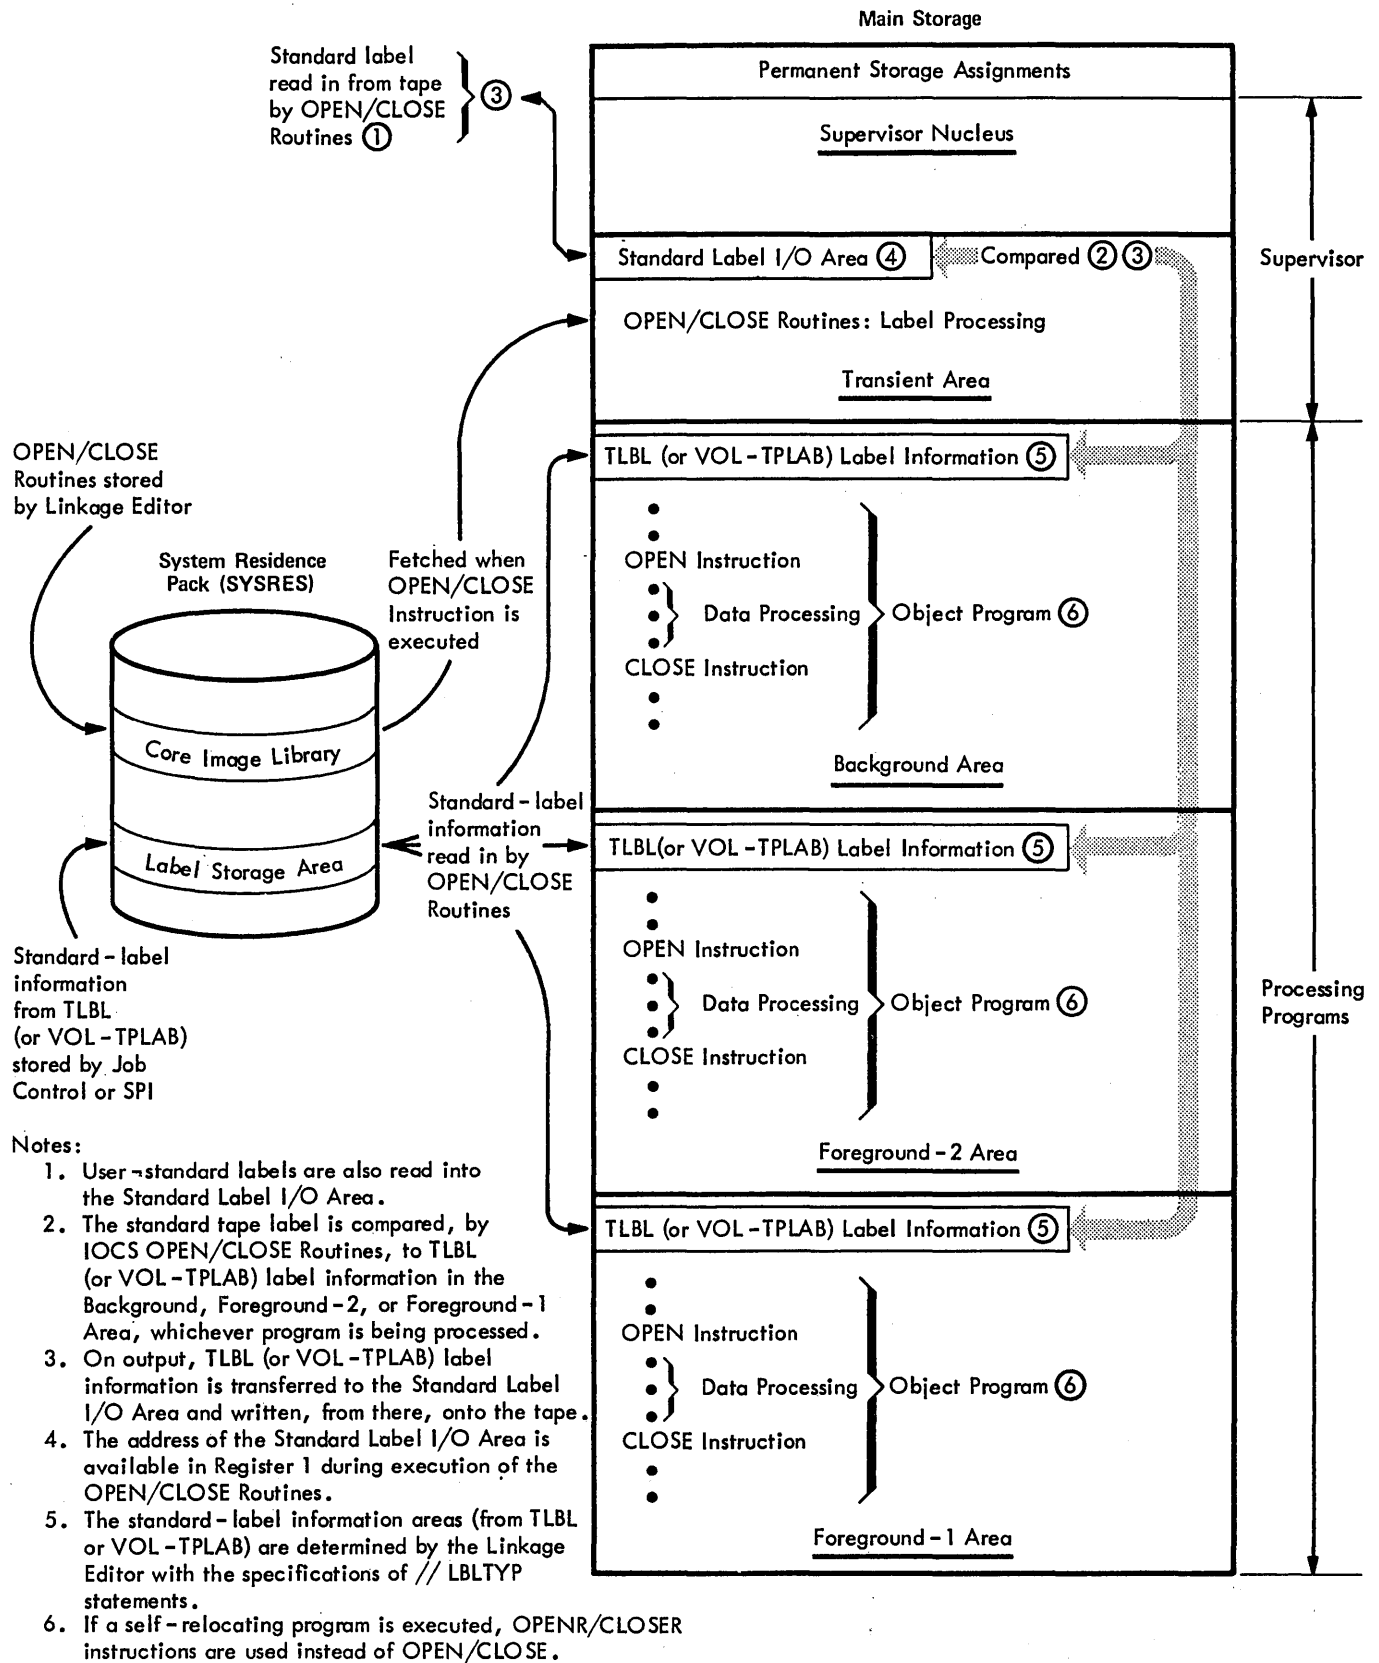 Main Storage
Standard label
read in from tape
by OPEN/CLOSE
Routines ①
③
Permanent Storage Assignments
Supervisor Nucleus
Standard Label I/O Area ④
Compared ② ③
Supervisor
OPEN/CLOSE Routines: Label Processing
Transient Area
OPEN/CLOSE
Routines stored
by Linkage Editor
System Residence
Pack (SYSRES)
Fetched when
OPEN/CLOSE
Instruction is
executed
Core Image Library
Label Storage Area
Standard-label
information
read in by
OPEN/CLOSE
Routines
Standard-label
information
from TLBL
(or VOL-TPLAB)
stored by Job
Control or SPI
TLBL (or VOL-TPLAB) Label Information ⑤
OPEN Instruction
Data Processing
Object Program ⑥
CLOSE Instruction
Background Area
TLBL(or VOL-TPLAB) Label Information ⑤
OPEN Instruction
Data Processing
Object Program ⑥
CLOSE Instruction
Foreground-2 Area
Processing
Programs
TLBL (or VOL-TPLAB) Label Information ⑤
OPEN Instruction
Data Processing
Object Program ⑥
CLOSE Instruction
Foreground-1 Area
Notes:
1. User¬standard labels are also read into
the Standard Label I/O Area.
2. The standard tape label is compared, by
IOCS OPEN/CLOSE Routines, to TLBL
(or VOL-TPLAB) label information in the
Background, Foreground-2, or Foreground-1
Area, whichever program is being processed.
3. On output, TLBL (or VOL-TPLAB) label
information is transferred to the Standard Label
I/O Area and written, from there, onto the tape.
4. The address of the Standard Label I/O Area is
available in Register 1 during execution of the
OPEN/CLOSE Routines.
5. The standard-label information areas (from TLBL
or VOL-TPLAB) are determined by the Linkage
Editor with the specifications of // LBLTYP
statements.
6. If a self-relocating program is executed, OPENR/CLOSER
instructions are used instead of OPEN/CLOSE.